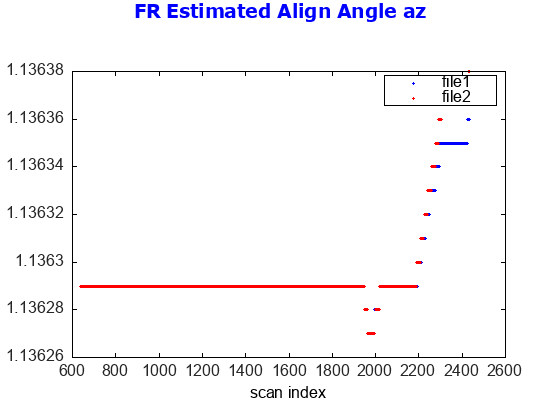 FR Estimated Align Angle az
1.13638
1.13636
1.13634
1.13632
1.1363
1.13628
1.13626
file1
file2
600 800 1000 1200 1400 1600 1800 2000 2200 2400 2600
scan index